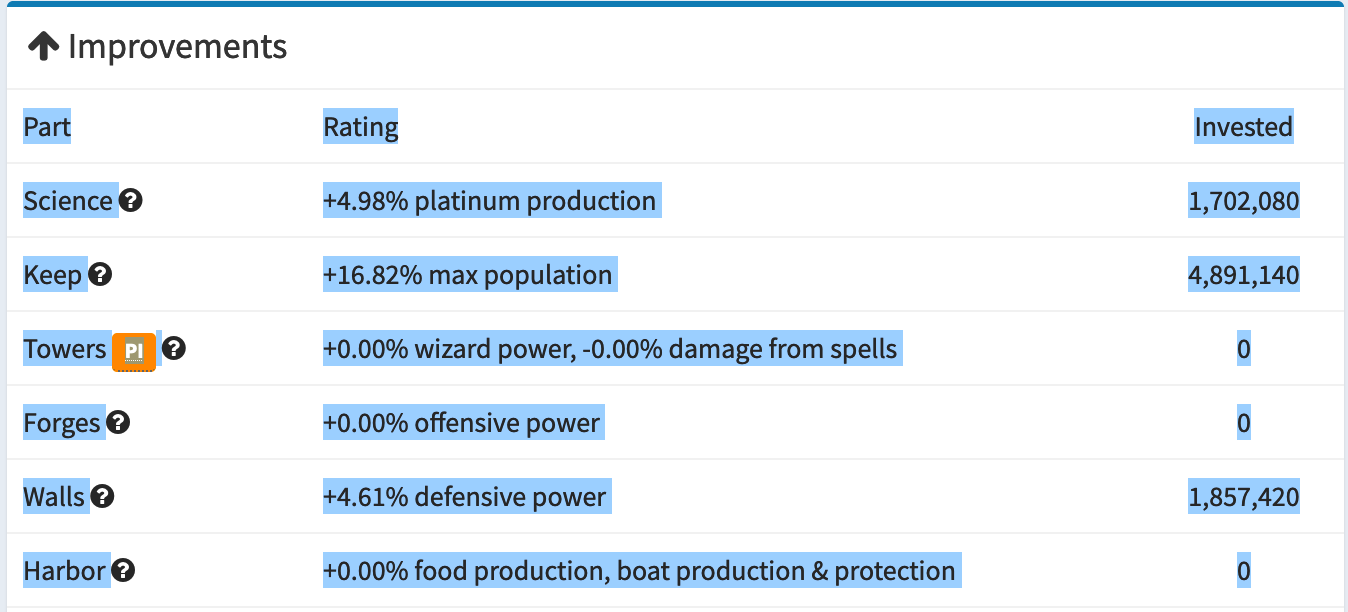 Improvements
Part Rating Invested
Science +4.98% platinum production 1,702,080
Keep +16.82% max population 4,891,140
Towers PI +0.00% wizard power, -0.00% damage from spells 0
Forges +0.00% offensive power 0
Walls +4.61% defensive power 1,857,420
Harbor +0.00% food production, boat production & protection 0